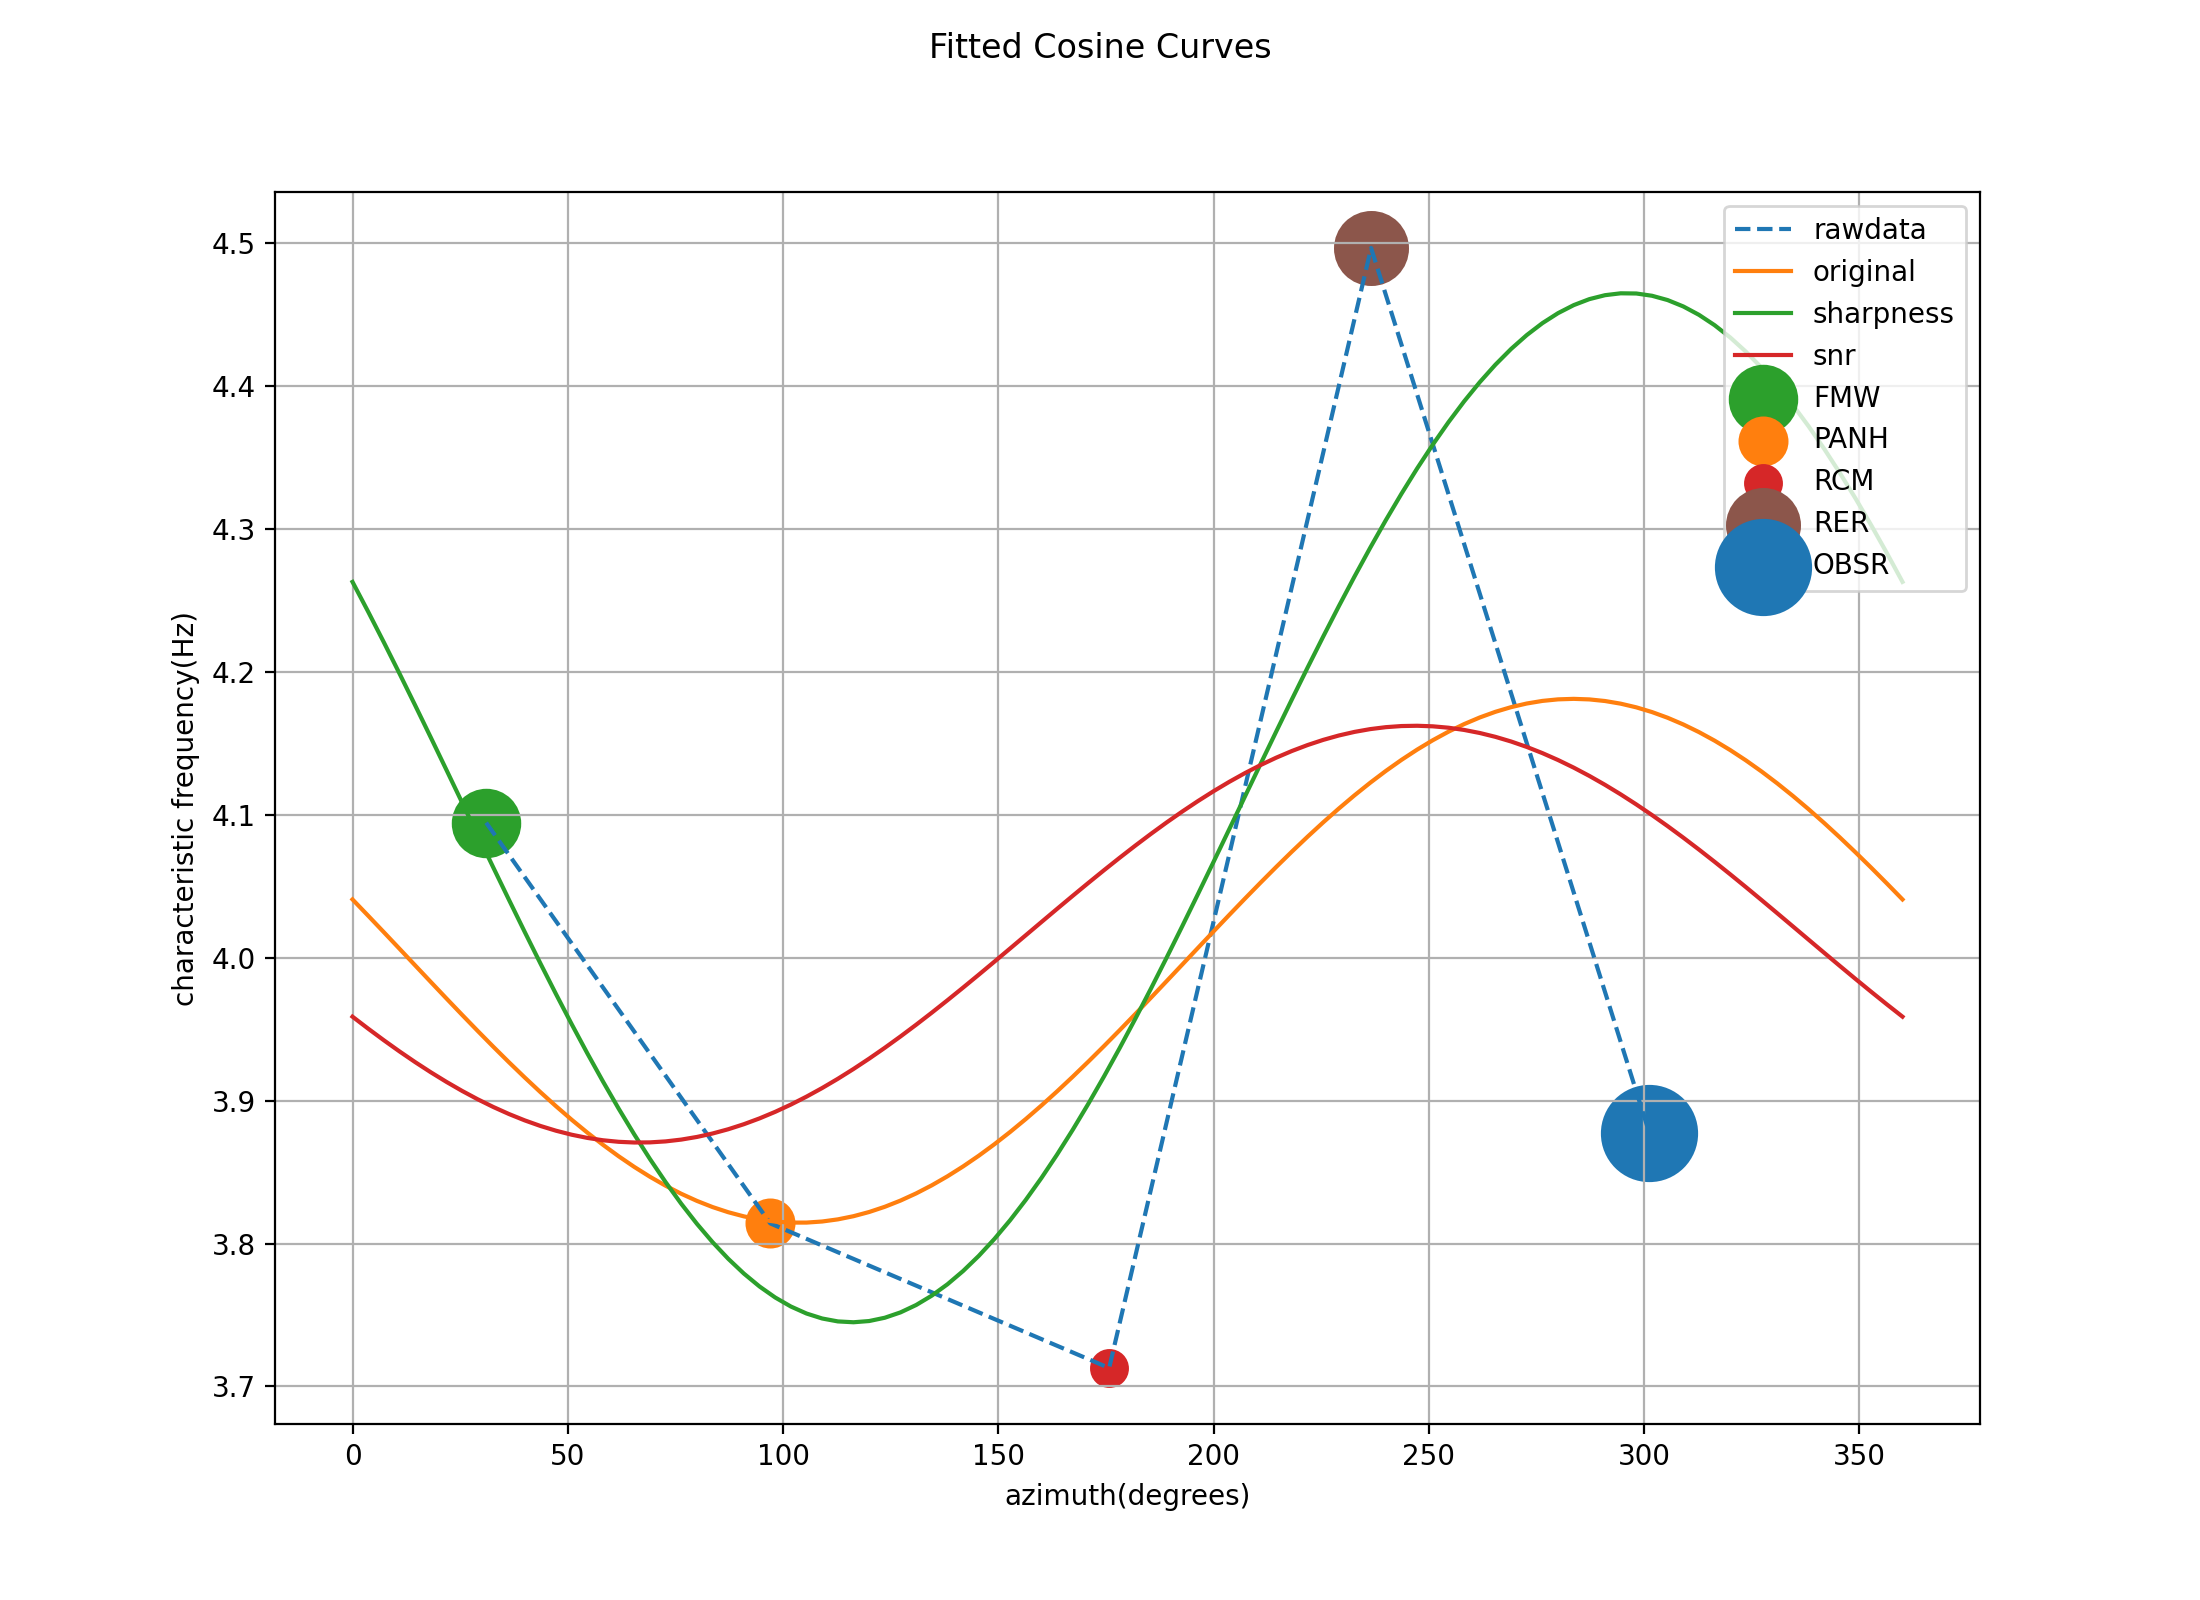 Fitted Cosine Curves
4.5
4.4
4.3
4.2
4.1
4.0
3.9
3.8
3.7
characteristic frequency(Hz)
rawdata
original
sharpness
snr
FMW
PANH
RCM
RER
OBSR
0 50 100 150 200 250 300 350
azimuth(degrees)